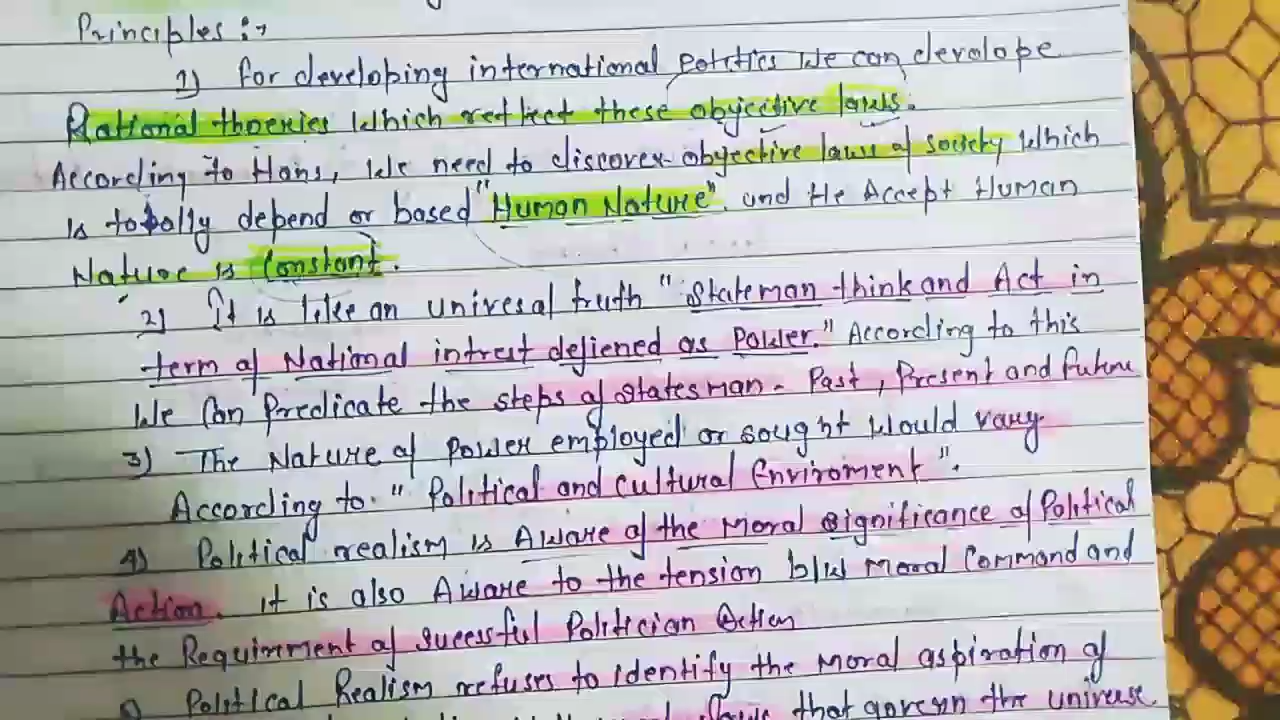 Principles :→
1) for developing international politics We can develope
Rational thoeries Which reflect these objective laws.
According to Hans, We need to discover objective laws of society Which
is totally depend or based "Human Nature" and He Accept Human
Nature is Constant.
2) It is like an univesal truth "Stateman think and Act in
term of National intrest defiened as Power." According to this
We Can Predicate the steps of statesman - Past, Present and future
3) The Nature of Power employed or sought Would vary
According to "Political and cultural Enviroment".
4) Political realism is Aware of the Moral significance of Political
Action. it is also Aware to the tension b/w Moral Command and
the Requirement of sucessful Politician Action
Political Realism refuses to identify the Moral aspiration of
that govern the universe.